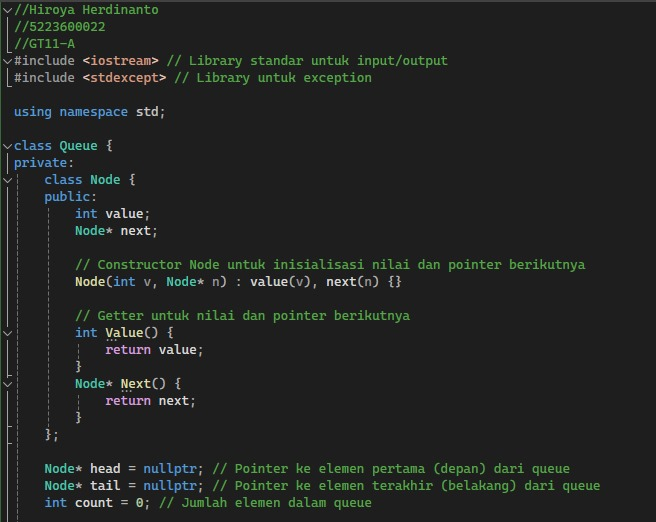 //Hiroya Herdinanto
//5223600022
//GT11-A
#include <iostream> // Library standar untuk input/output
#include <stdexcept> // Library untuk exception

using namespace std;

class Queue {
private:
    class Node {
    public:
        int value;
        Node* next;

        // Constructor Node untuk inisialisasi nilai dan pointer berikutnya
        Node(int v, Node* n) : value(v), next(n) {}

        // Getter untuk nilai dan pointer berikutnya
        int Value() {
            return value;
        }
        Node* Next() {
            return next;
        }
    };

    Node* head = nullptr; // Pointer ke elemen pertama (depan) dari queue
    Node* tail = nullptr; // Pointer ke elemen terakhir (belakang) dari queue
    int count = 0; // Jumlah elemen dalam queue